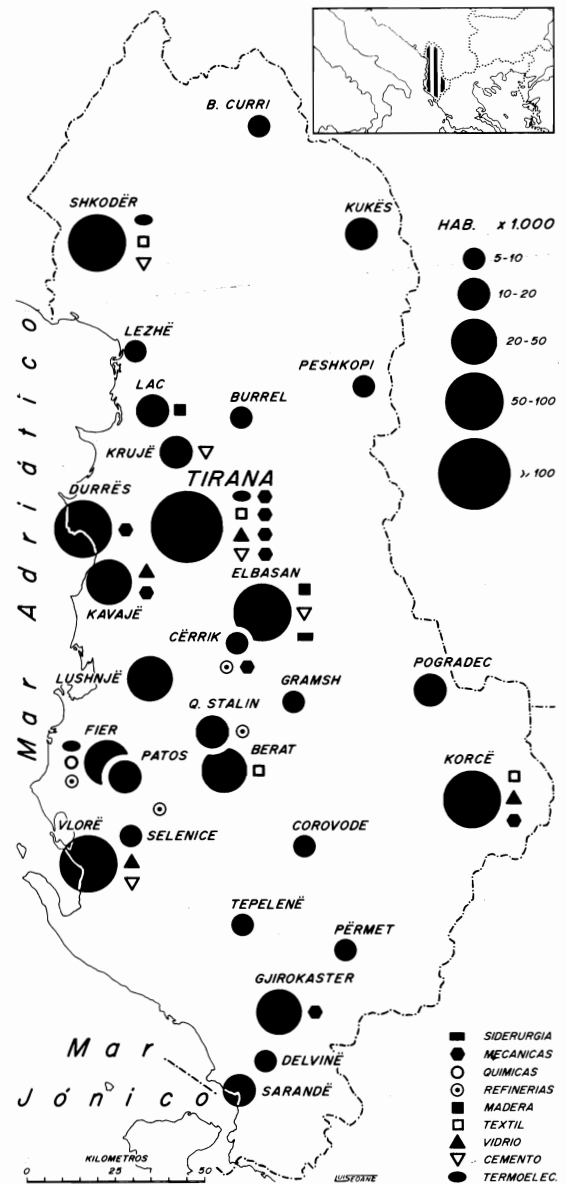 B. CURRI
SHKODËR
KUKËS
HAB. x 1.000
5-10
10-20
20-50
50-100
>, 100
LEZHË
PESHKOPI
LAC
BURREL
KRUJË
TIRANA
DURRËS
ELBASAN
KAVAJË
CËRRIK
LUSHNJË
GRAMSH
POGRADEC
Q. STALIN
FIER
PATOS
BERAT
KORCË
VLORË
SELENICE
COROVODE
TEPELENË
PËRMET
GJIROKASTER
DELVINË
SARANDË
Mar Adriático
Mar
Jónico
SIDERURGIA
MECANICAS
QUIMICAS
REFINERIAS
MADERA
TEXTIL
VIDRIO
CEMENTO
TERMOELEC.
KILOMETROS
0 25 50
LUISEOANE